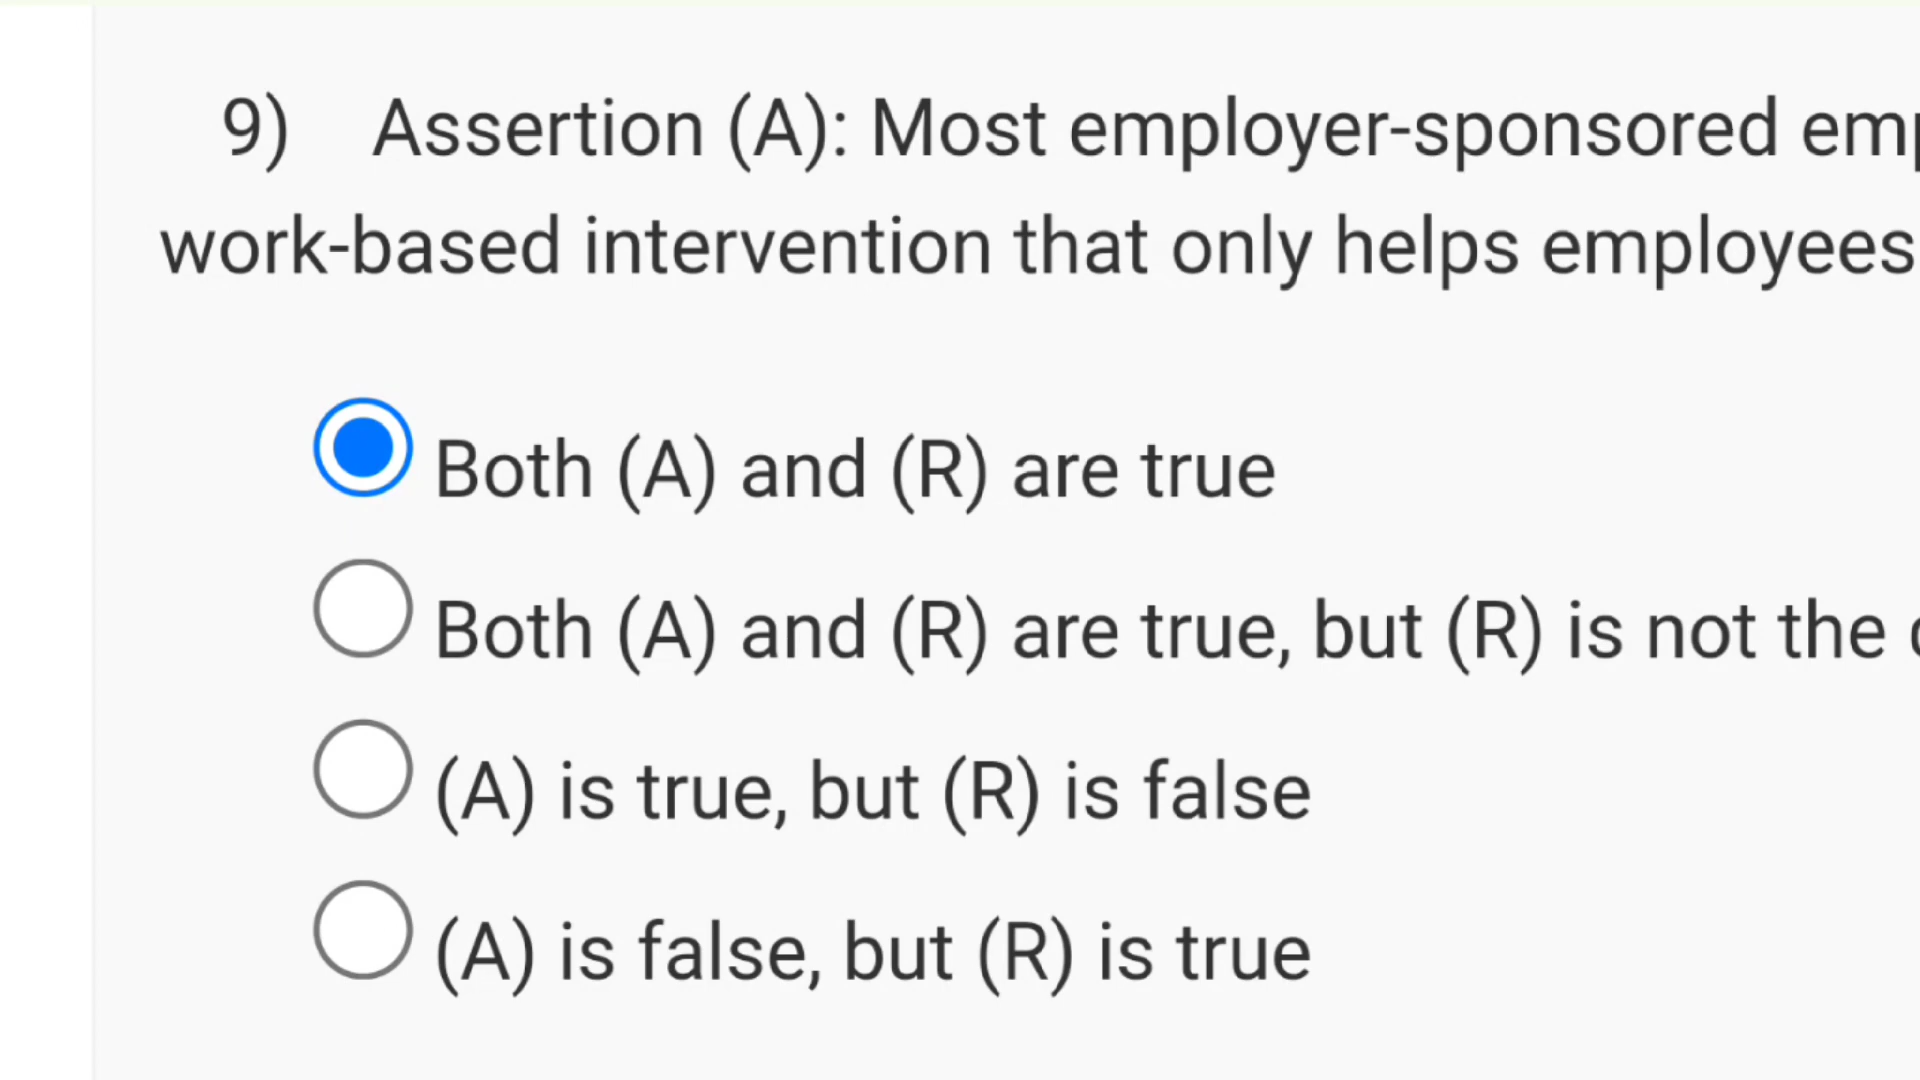 9) Assertion (A): Most employer-sponsored
work-based intervention that only helps employees
Both (A) and (R) are true
Both (A) and (R) are true, but (R) is not the
(A) is true, but (R) is false
(A) is false, but (R) is true